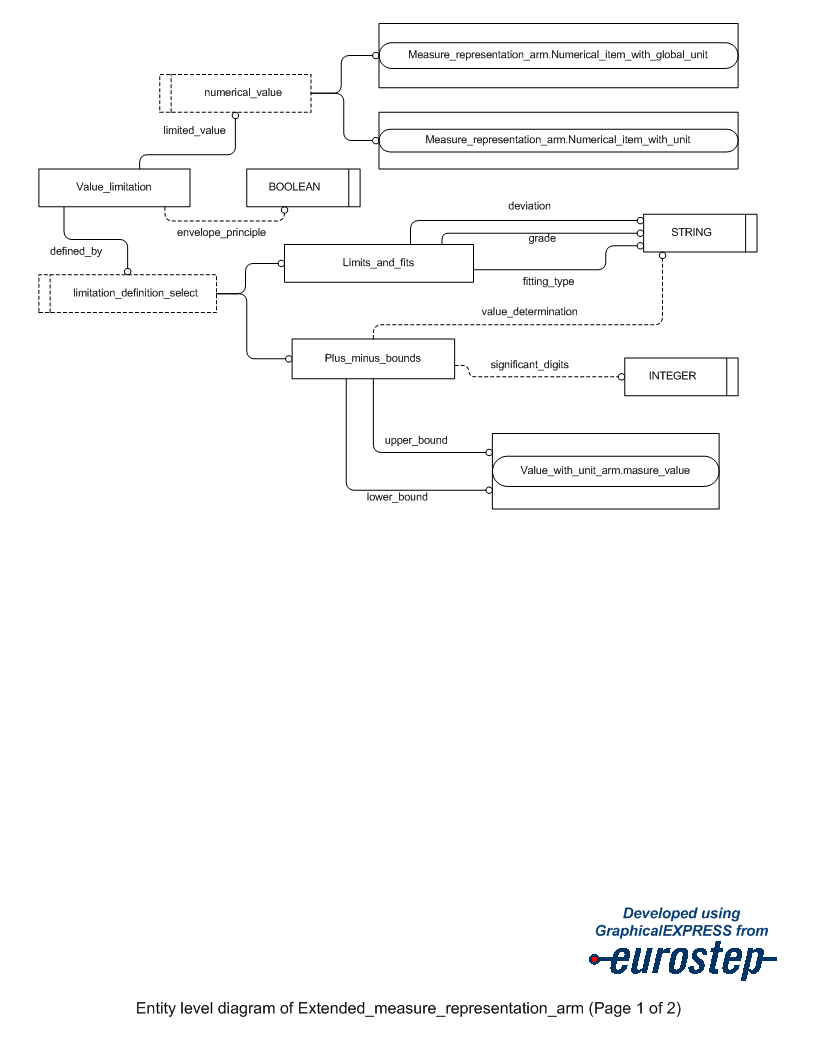 Measure_representation_arm.Numerical_item_with_global_unit
numerical_value
limited_value
Measure_representation_arm.Numerical_item_with_unit
Value_limitation
BOOLEAN
envelope_principle
defined_by
deviation
STRING
grade
Limits_and_fits
fitting_type
limitation_definition_select
value_determination
Plus_minus_bounds
significant_digits
INTEGER
upper_bound
Value_with_unit_arm.masure_value
lower_bound
Developed using
GraphicalEXPRESS from
eurostep
Entity level diagram of Extended_measure_representation_arm (Page 1 of 2)